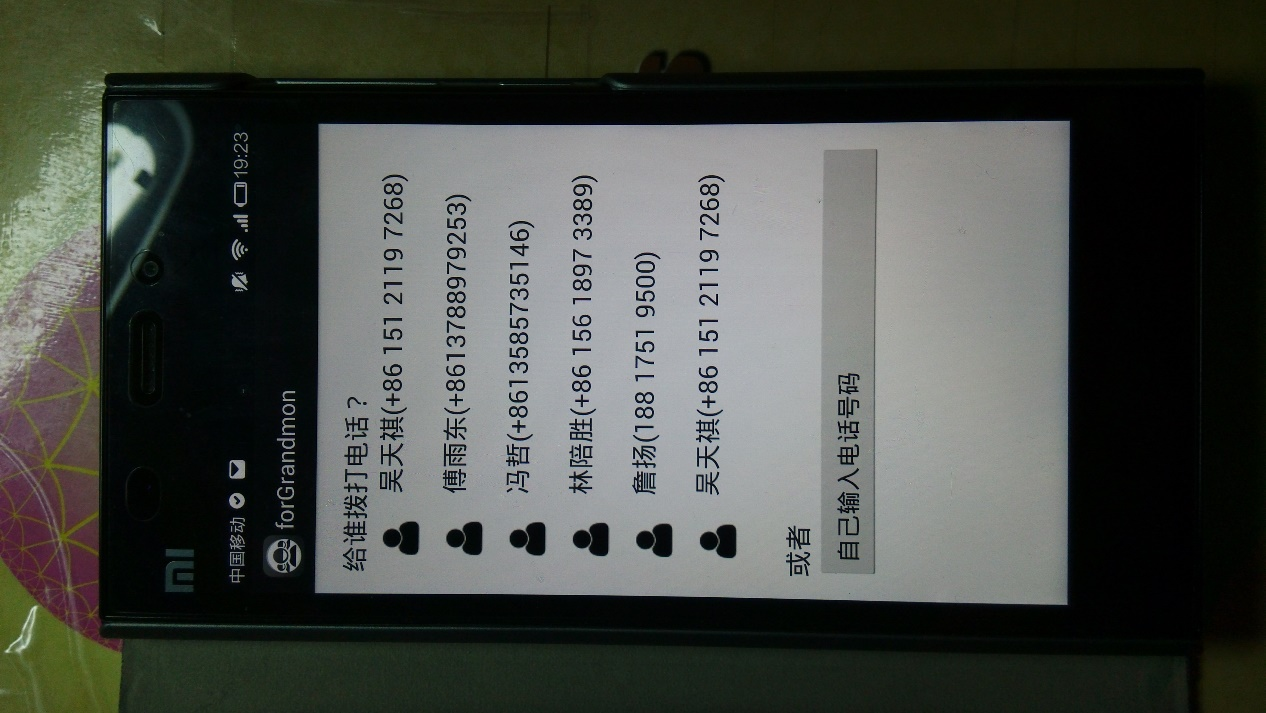 MI
中国移动 19:23
forGrandmon
给谁拨打电话？
吴天祺(+86 151 2119 7268)
傅雨东(+8613788979253)
冯哲(+8613585735146)
林陪胜(+86 156 1897 3389)
詹扬(188 1751 9500)
吴天祺(+86 151 2119 7268)
或者
自己输入电话号码